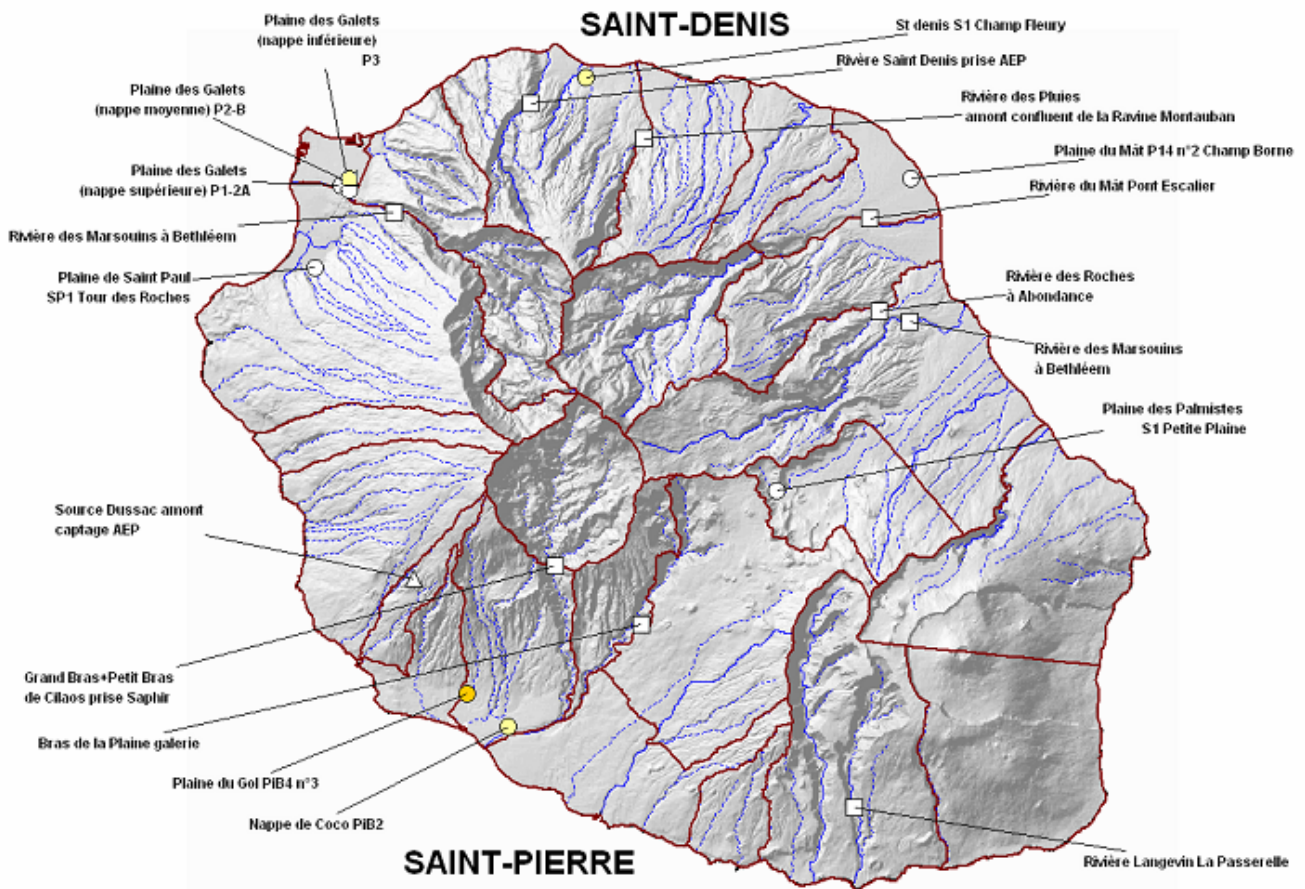 SAINT-DENIS
Plaine des Galets
(nappe inférieure)
P3
St denis S1 Champ Fleury
Rivère Saint Denis prise AEP
Plaine des Galets
(nappe moyenne) P2-B
Rivière des Pluies
amont confluent de la Ravine Montauban
Plaine du Mât P14 n°2 Champ Borne
Plaine des Galets
(nappe supérieure) P1-2A
Rivière du Mât Pont Escalier
Rivière des Marsouins à Bethléem
Plaine de Saint Paul
SP1 Tour des Roches
Rivière des Roches
à Abondance
Rivière des Marsouins
à Bethléem
Plaine des Palmistes
S1 Petite Plaine
Source Dussac amont
captage AEP
Grand Bras+Petit Bras
de Cilaos prise Saphir
Bras de la Plaine galerie
Plaine du Gol PiB4 n°3
Nappe de Coco PiB2
SAINT-PIERRE
Rivière Langevin La Passerelle